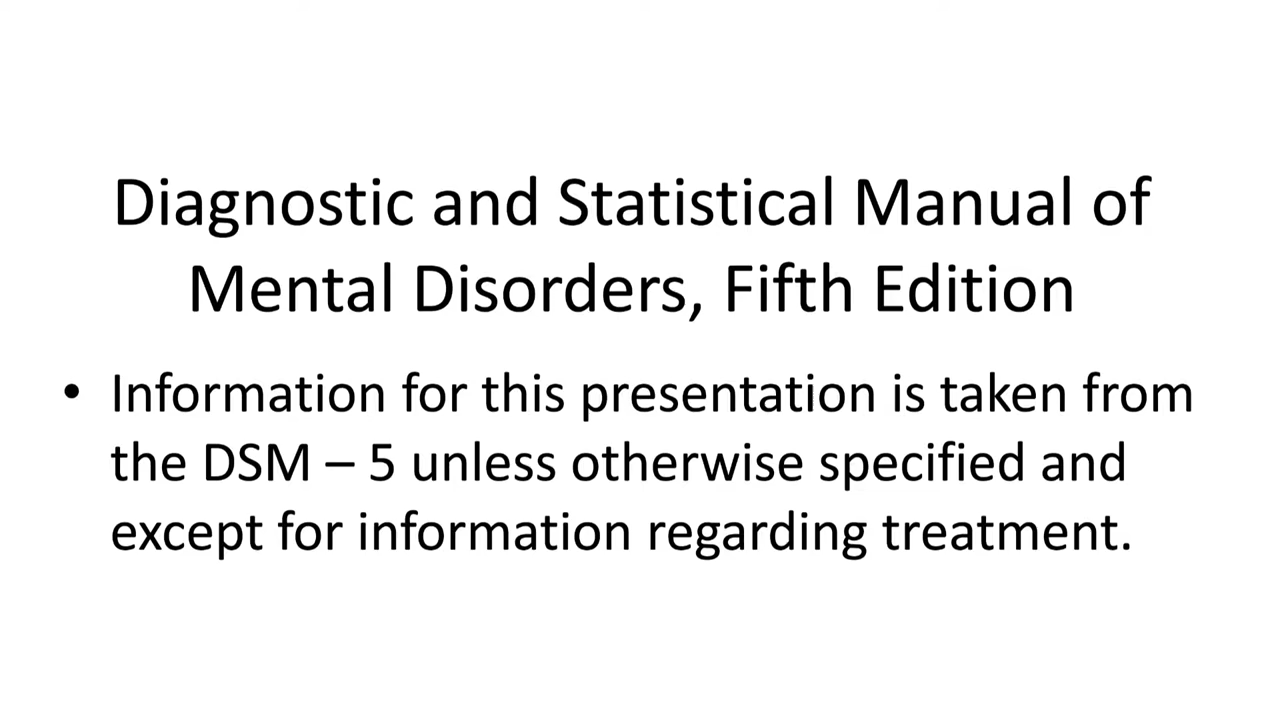 Diagnostic and Statistical Manual of
Mental Disorders, Fifth Edition
• Information for this presentation is taken from
the DSM – 5 unless otherwise specified and
except for information regarding treatment.